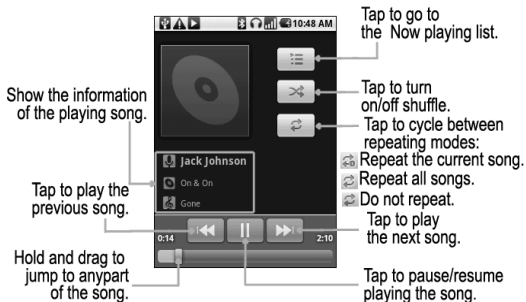 10:48 AM
Tap to go to
the Now playing list.
Tap to turn
on/off shuffle.
Tap to cycle between
repeating modes:
Repeat the current song.
Repeat all songs.
Do not repeat.
Tap to play
the next song.
Tap to pause/resume
playing the song.
Show the information
of the playing song.
Tap to play the
previous song.
Hold and drag to
jump to anypart
of the song.
Jack Johnson
On & On
Gone
0:14
2:10